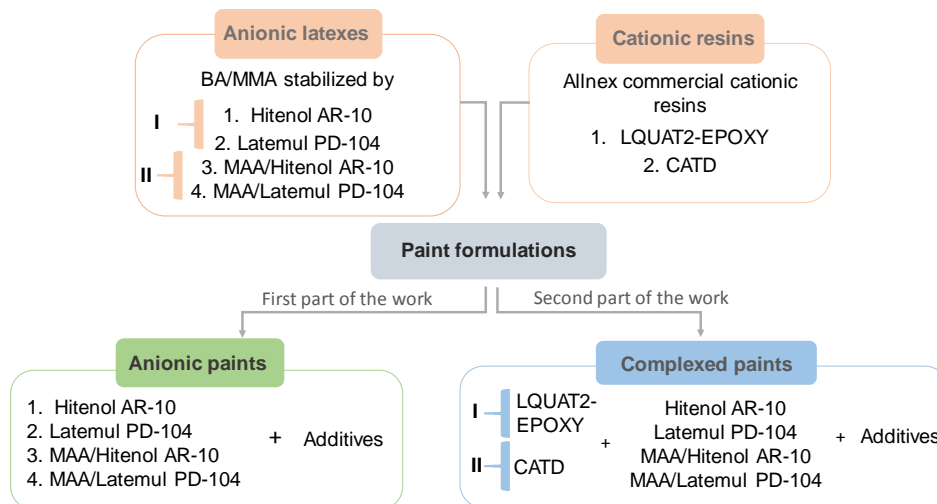 Anionic latexes
BA/MMA stabilized by
I
1. Hitenol AR-10
2. Latemul PD-104
II
3. MAA/Hitenol AR-10
4. MAA/Latemul PD-104
Cationic resins
Allnex commercial cationic
resins
1. LQUAT2-EPOXY
2. CATD
Paint formulations
First part of the work
Second part of the work
Anionic paints
1. Hitenol AR-10
2. Latemul PD-104
3. MAA/Hitenol AR-10
4. MAA/Latemul PD-104
+ Additives
Complexed paints
I
LQUAT2-
EPOXY
II
CATD
+
Hitenol AR-10
Latemul PD-104
MAA/Hitenol AR-10
MAA/Latemul PD-104
+ Additives